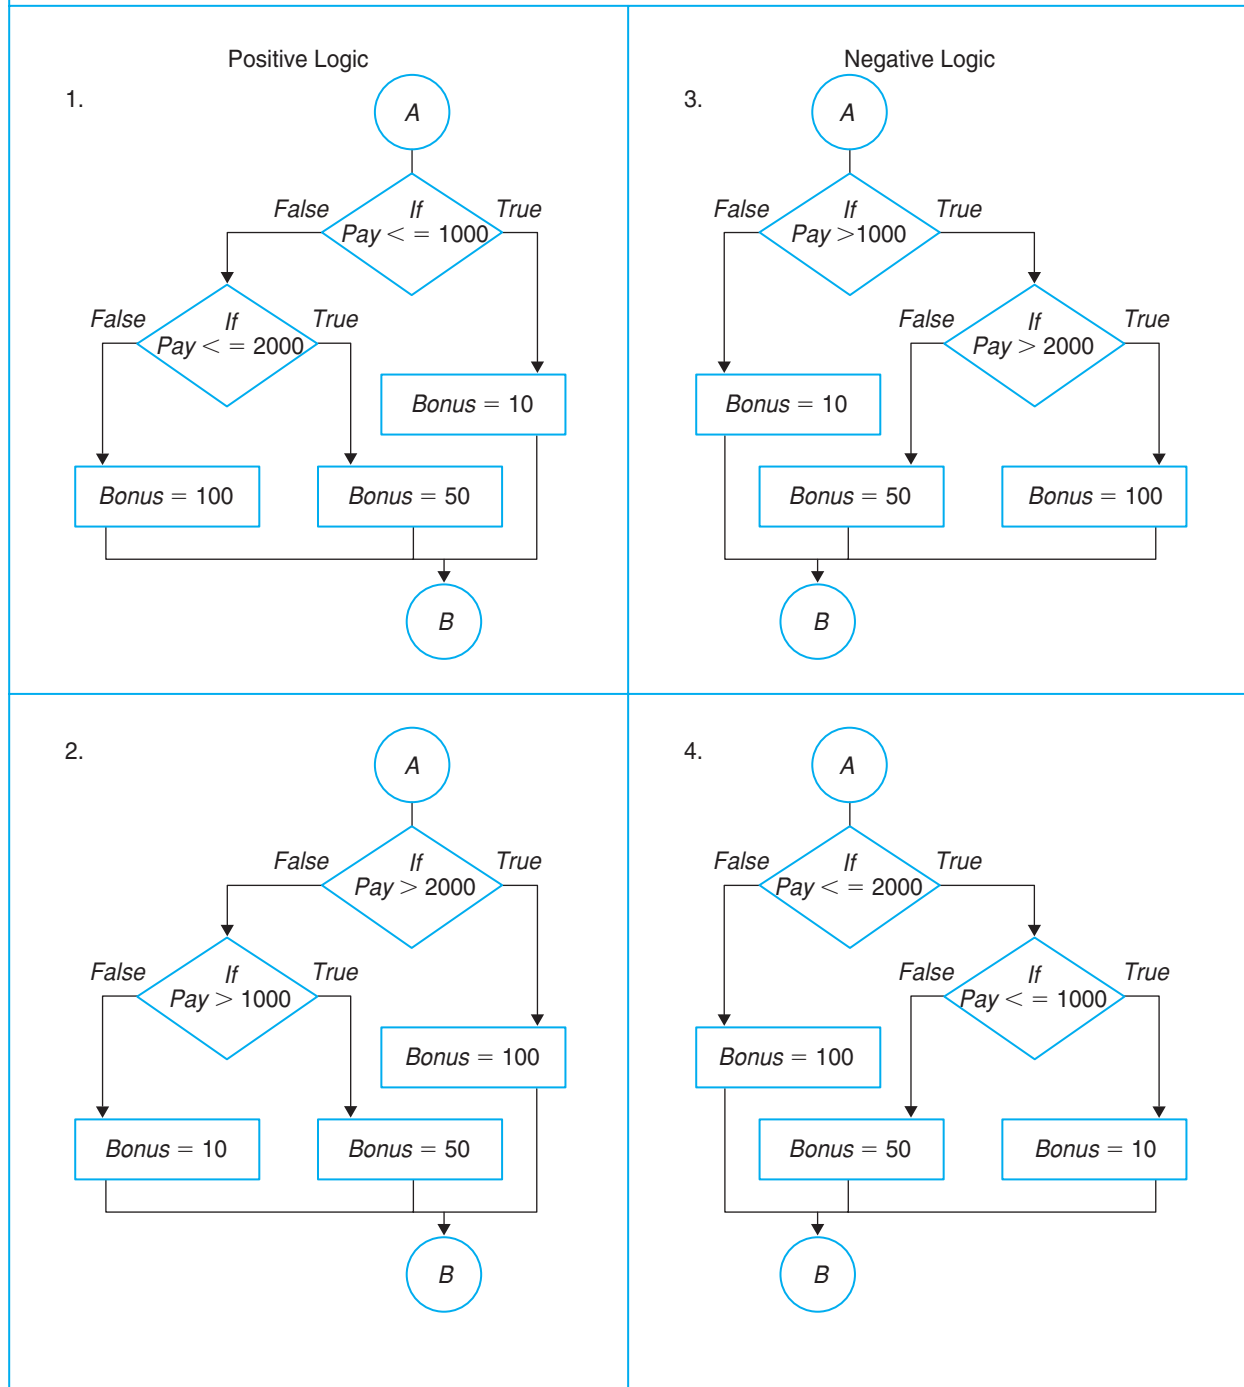 Positive Logic
1.
A
False
If
True
Pay < = 1000
False
If
True
Pay < = 2000
Bonus = 10
Bonus = 100
Bonus = 50
B
Negative Logic
3.
A
False
If
True
Pay >1000
False
If
True
Pay > 2000
Bonus = 10
Bonus = 50
Bonus = 100
B
2.
A
False
If
True
Pay > 2000
False
If
True
Pay > 1000
Bonus = 100
Bonus = 10
Bonus = 50
B
4.
A
False
If
True
Pay < = 2000
False
If
True
Pay < = 1000
Bonus = 100
Bonus = 50
Bonus = 10
B